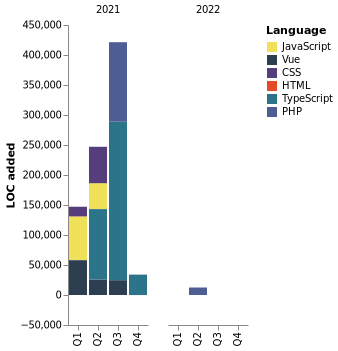 2021 2022
Language
JavaScript
Vue
CSS
HTML
TypeScript
PHP
LOC added
450,000
400,000
350,000
300,000
250,000
200,000
150,000
100,000
50,000
0
−50,000
Q1 Q2 Q3 Q4 Q1 Q2 Q3 Q4